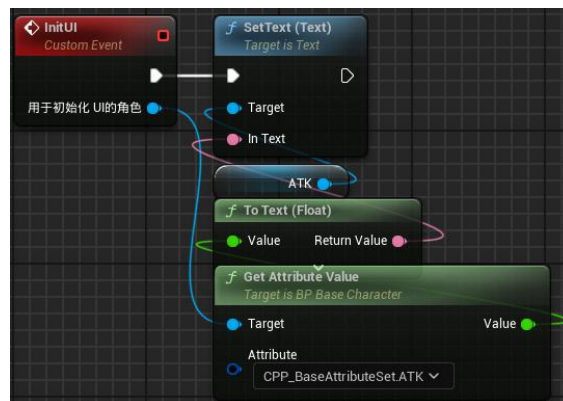 InitUI
Custom Event
用于初始化 UI的角色
SetText (Text)
Target is Text
Target
In Text
ATK
To Text (Float)
Value Return Value
Get Attribute Value
Target is BP Base Character
Target Value
Attribute
CPP_BaseAttributeSet.ATK